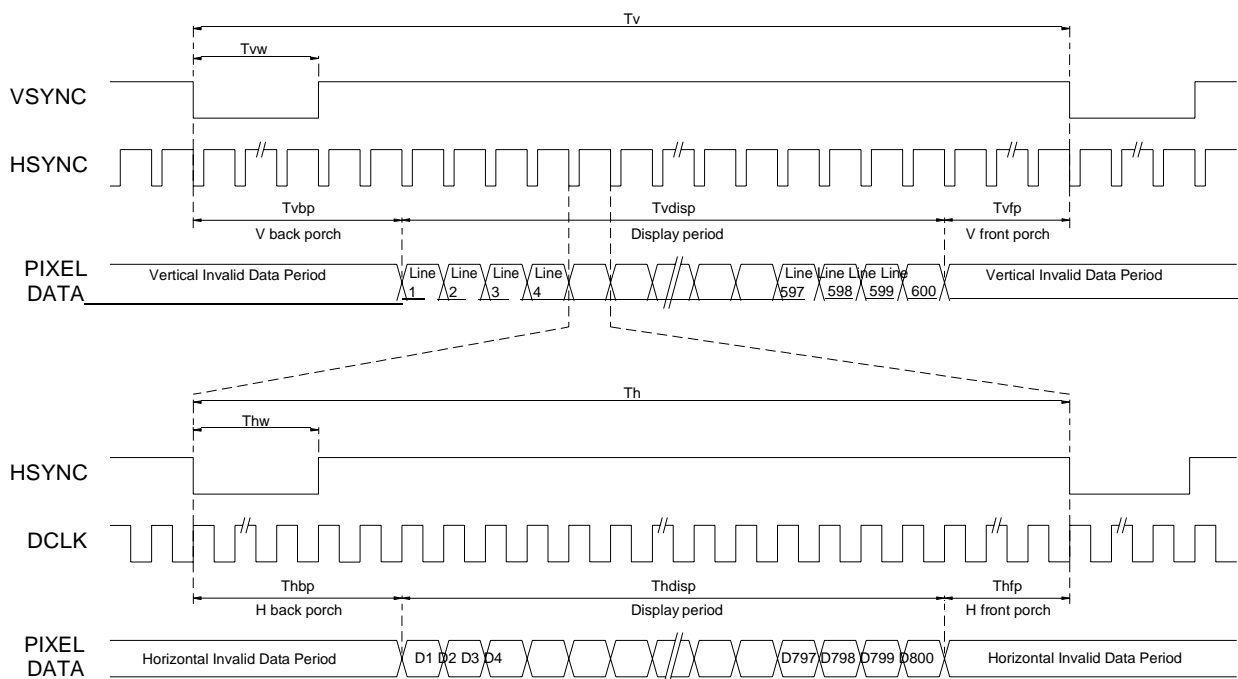 Tv
Tvw
VSYNC
HSYNC
Tvbp
Tvdisp
Tvfp
V back porch
Display period
V front porch
PIXEL
DATA
Vertical Invalid Data Period
Line
1
Line
2
Line
3
Line
4
Line
597
Line
598
Line
599
Line
600
Vertical Invalid Data Period
Th
Thw
HSYNC
DCLK
Thbp
Thdisp
Thfp
H back porch
Display period
H front porch
PIXEL
DATA
Horizontal Invalid Data Period
D1 D2 D3 D4
D797 D798 D799 D800
Horizontal Invalid Data Period